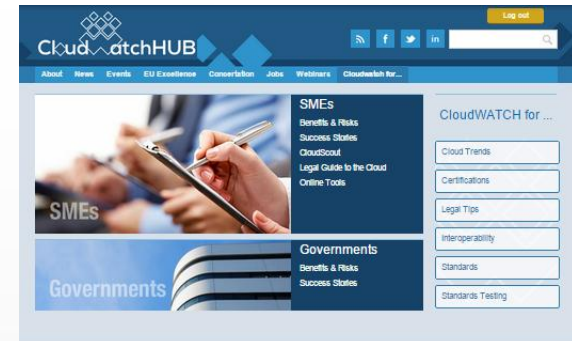 Log out
CloudWatchHUB
f
in
About News Events EU Excellence Concertation Jobs Webinars Cloudwatch for...
SMEs
SMEs
Benefits & Risks
Success Stories
CloudScout
Legal Guide to the Cloud
Online Tools
Governments
Governments
Benefits & Risks
Success Stories
CloudWATCH for ...
Cloud Trends
Certifications
Legal Tips
Interoperability
Standards
Standards Testing